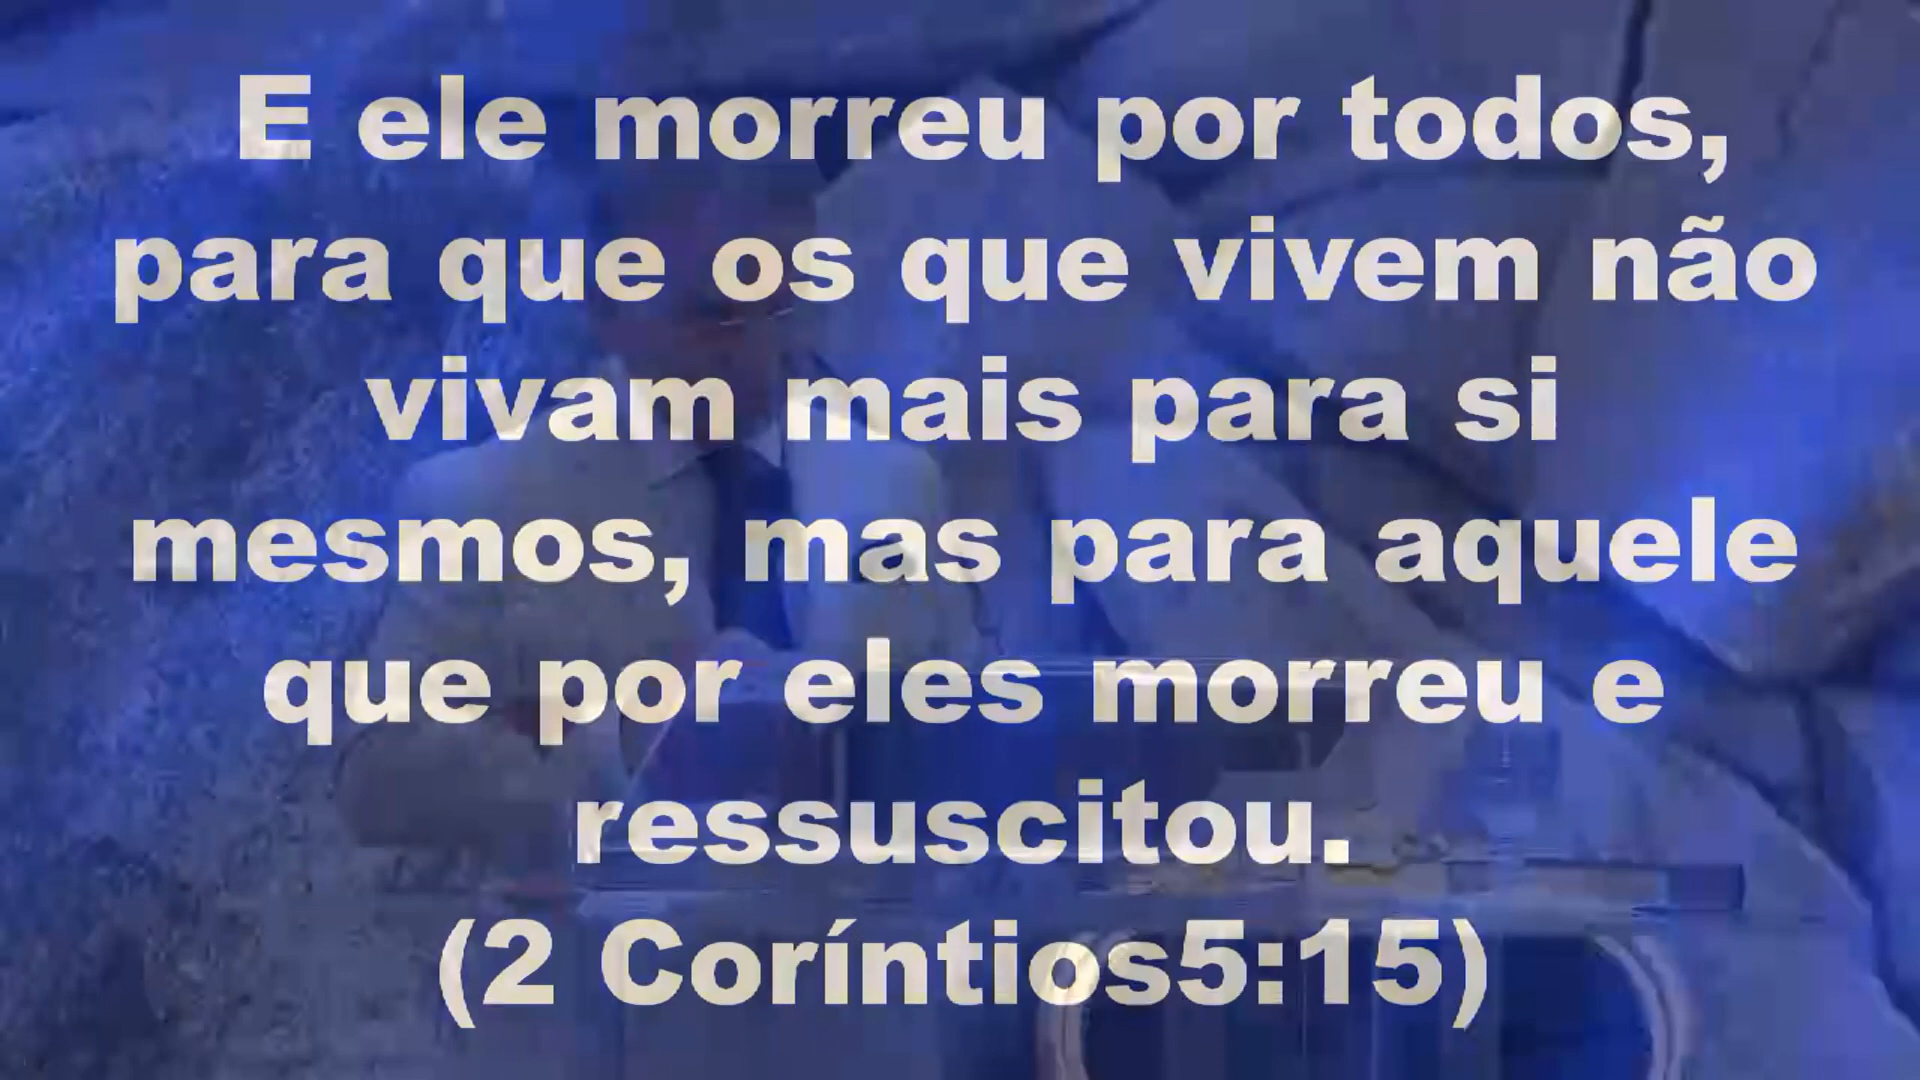 E ele morreu por todos,
para que os que vivem não
vivam mais para si
mesmos, mas para aquele
que por eles morreu e
ressuscitou.
(2 Coríntios5:15)